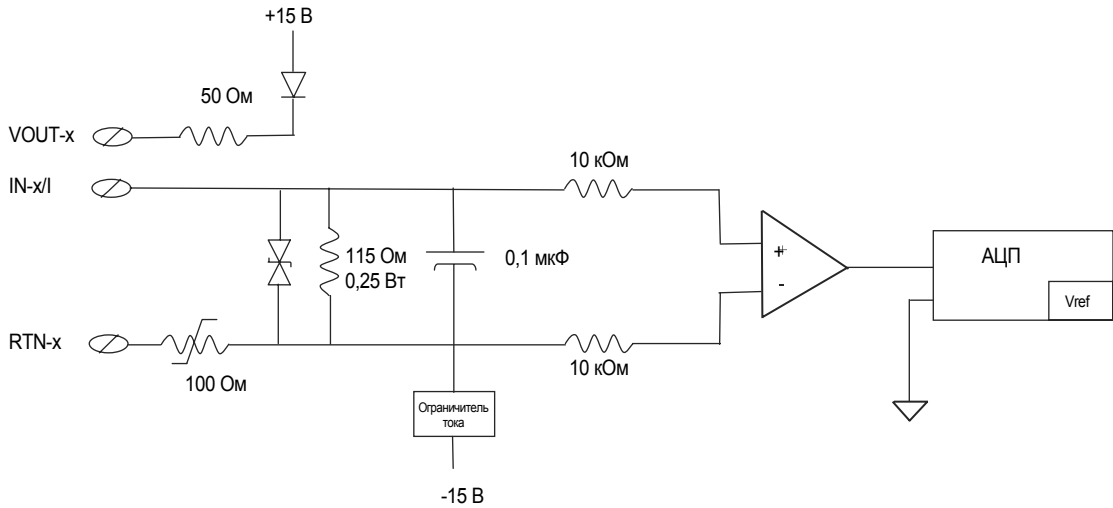 +15 В
50 Ом
VOUT-x
IN-x/I
10 кОм
115 Ом
0,25 Вт
0,1 мкФ
+
-
АЦП
Vref
RTN-x
100 Ом
10 кОм
Ограничитель
тока
-15 В